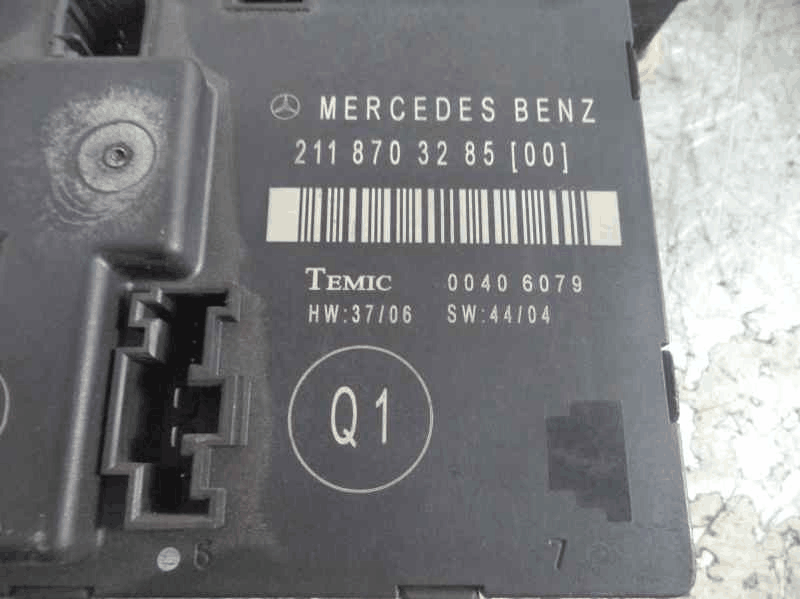 MERCEDES BENZ
211 870 32 85 [00]
TEMIC 0040 6079
HW:37/06 SW:44/04
Q1
6 7